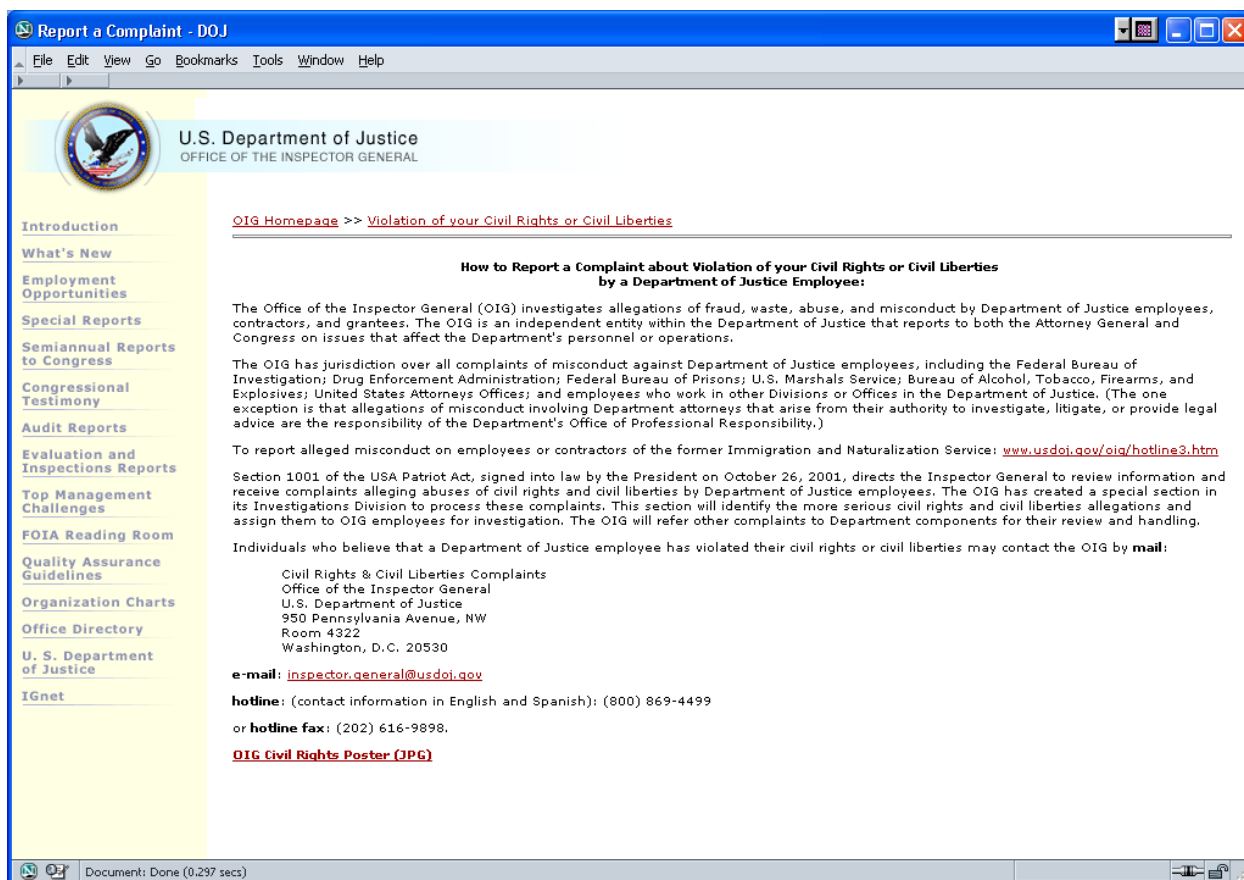 Report a Complaint - DOJ
File Edit View Go Bookmarks Tools Window Help
U.S. Department of Justice
OFFICE OF THE INSPECTOR GENERAL
Introduction
What's New
Employment
Opportunities
Special Reports
Semiannual Reports
to Congress
Congressional
Testimony
Audit Reports
Evaluation and
Inspections Reports
Top Management
Challenges
FOIA Reading Room
Quality Assurance
Guidelines
Organization Charts
Office Directory
U. S. Department
of Justice
IGnet
OIG Homepage >> Violation of your Civil Rights or Civil Liberties
How to Report a Complaint about Violation of your Civil Rights or Civil Liberties
by a Department of Justice Employee:
The Office of the Inspector General (OIG) investigates allegations of fraud, waste, abuse, and misconduct by Department of Justice employees,
contractors, and grantees. The OIG is an independent entity within the Department of Justice that reports to both the Attorney General and
Congress on issues that affect the Department's personnel or operations.
The OIG has jurisdiction over all complaints of misconduct against Department of Justice employees, including the Federal Bureau of
Investigation; Drug Enforcement Administration; Federal Bureau of Prisons; U.S. Marshals Service; Bureau of Alcohol, Tobacco, Firearms, and
Explosives; United States Attorneys Offices; and employees who work in other Divisions or Offices in the Department of Justice. (The one
exception is that allegations of misconduct involving Department attorneys that arise from their authority to investigate, litigate, or provide legal
advice are the responsibility of the Department's Office of Professional Responsibility.)
To report alleged misconduct on employees or contractors of the former Immigration and Naturalization Service: www.usdoj.gov/oig/hotline3.htm
Section 1001 of the USA Patriot Act, signed into law by the President on October 26, 2001, directs the Inspector General to review information and
receive complaints alleging abuses of civil rights and civil liberties by Department of Justice employees. The OIG has created a special section in
its Investigations Division to process these complaints. This section will identify the more serious civil rights and civil liberties allegations and
assign them to OIG employees for investigation. The OIG will refer other complaints to Department components for their review and handling.
Individuals who believe that a Department of Justice employee has violated their civil rights or civil liberties may contact the OIG by mail:
Civil Rights & Civil Liberties Complaints
Office of the Inspector General
U.S. Department of Justice
950 Pennsylvania Avenue, NW
Room 4322
Washington, D.C. 20530
e-mail: inspector.general@usdoj.gov
hotline: (contact information in English and Spanish): (800) 869-4499
or hotline fax: (202) 616-9898.
OIG Civil Rights Poster (JPG)
Document: Done (0.297 secs)